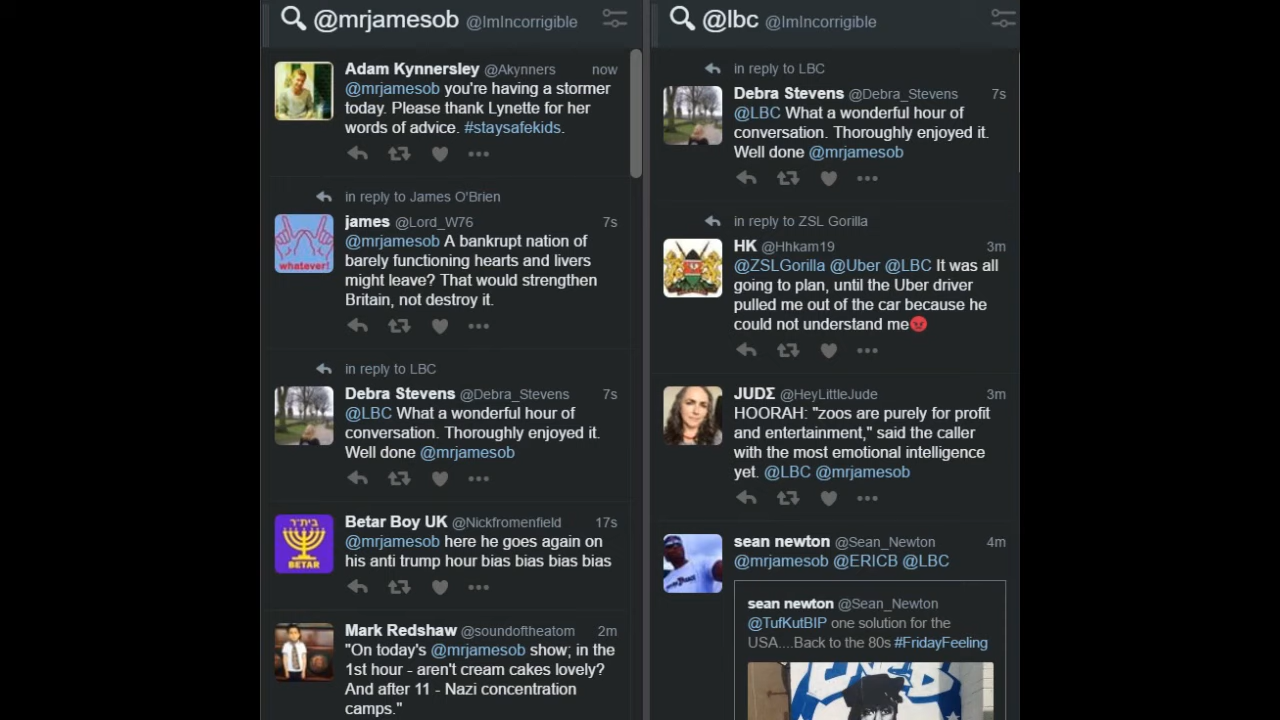 @mrjamesob @ImIncorrigible
Adam Kynnersley @Akynners now
@mrjamesob you're having a stormer
today. Please thank Lynette for her
words of advice. #staysafekids.
in reply to James O'Brien
james @Lord_W76 7s
@mrjamesob A bankrupt nation of
barely functioning hearts and livers
might leave? That would strengthen
Britain, not destroy it.
whatever!
in reply to LBC
Debra Stevens @Debra_Stevens 7s
@LBC What a wonderful hour of
conversation. Thoroughly enjoyed it.
Well done @mrjamesob
Betar Boy UK @Nickfromenfield 17s
@mrjamesob here he goes again on
his anti trump hour bias bias bias bias
בית"ר
BETAR
Mark Redshaw @soundoftheatom 2m
"On today's @mrjamesob show; in the
1st hour - aren't cream cakes lovely?
And after 11 - Nazi concentration
camps."
@lbc @ImIncorrigible
in reply to LBC
Debra Stevens @Debra_Stevens 7s
@LBC What a wonderful hour of
conversation. Thoroughly enjoyed it.
Well done @mrjamesob
in reply to ZSL Gorilla
HK @Hhkam19 3m
@ZSLGorilla @Uber @LBC It was all
going to plan, until the Uber driver
pulled me out of the car because he
could not understand me😡
JUDΣ @HeyLittleJude 3m
HOORAH: "zoos are purely for profit
and entertainment," said the caller
with the most emotional intelligence
yet. @LBC @mrjamesob
sean newton @Sean_Newton 4m
@mrjamesob @ERICB @LBC
sean newton @Sean_Newton
@TufKutBIP one solution for the
USA....Back to the 80s #FridayFeeling